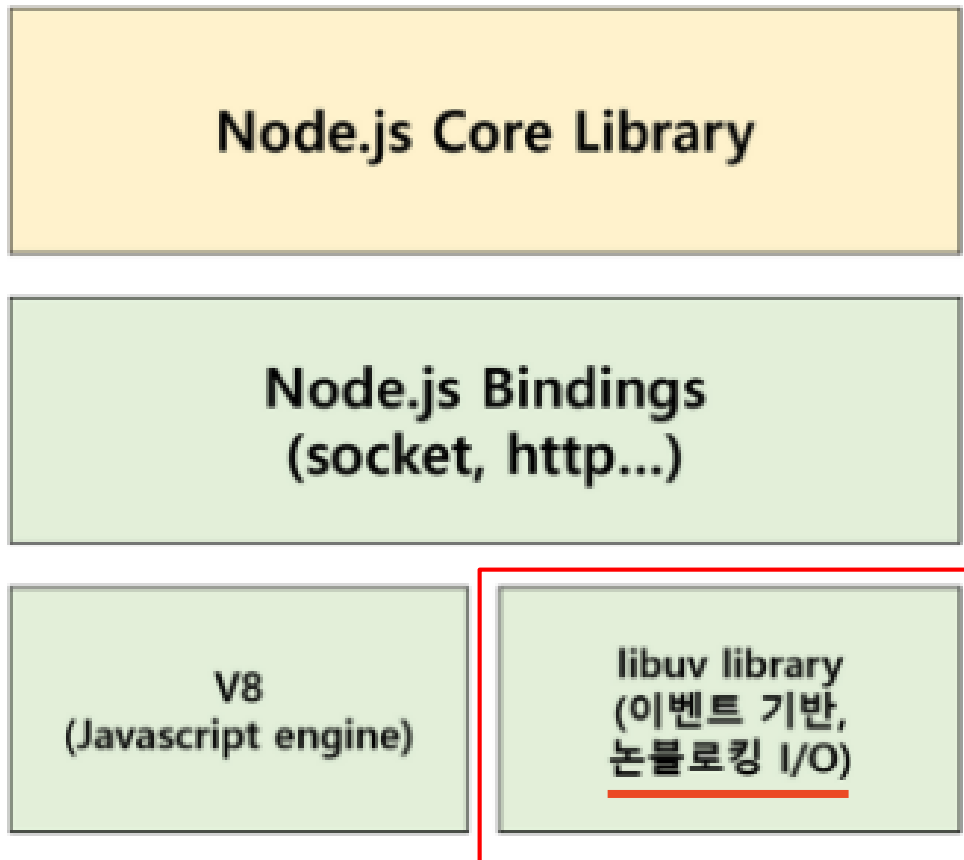 Node.js Core Library
Node.js Bindings
(socket, http...)
V8
(Javascript engine)
libuv library
(이벤트 기반,
논블로킹 I/O)